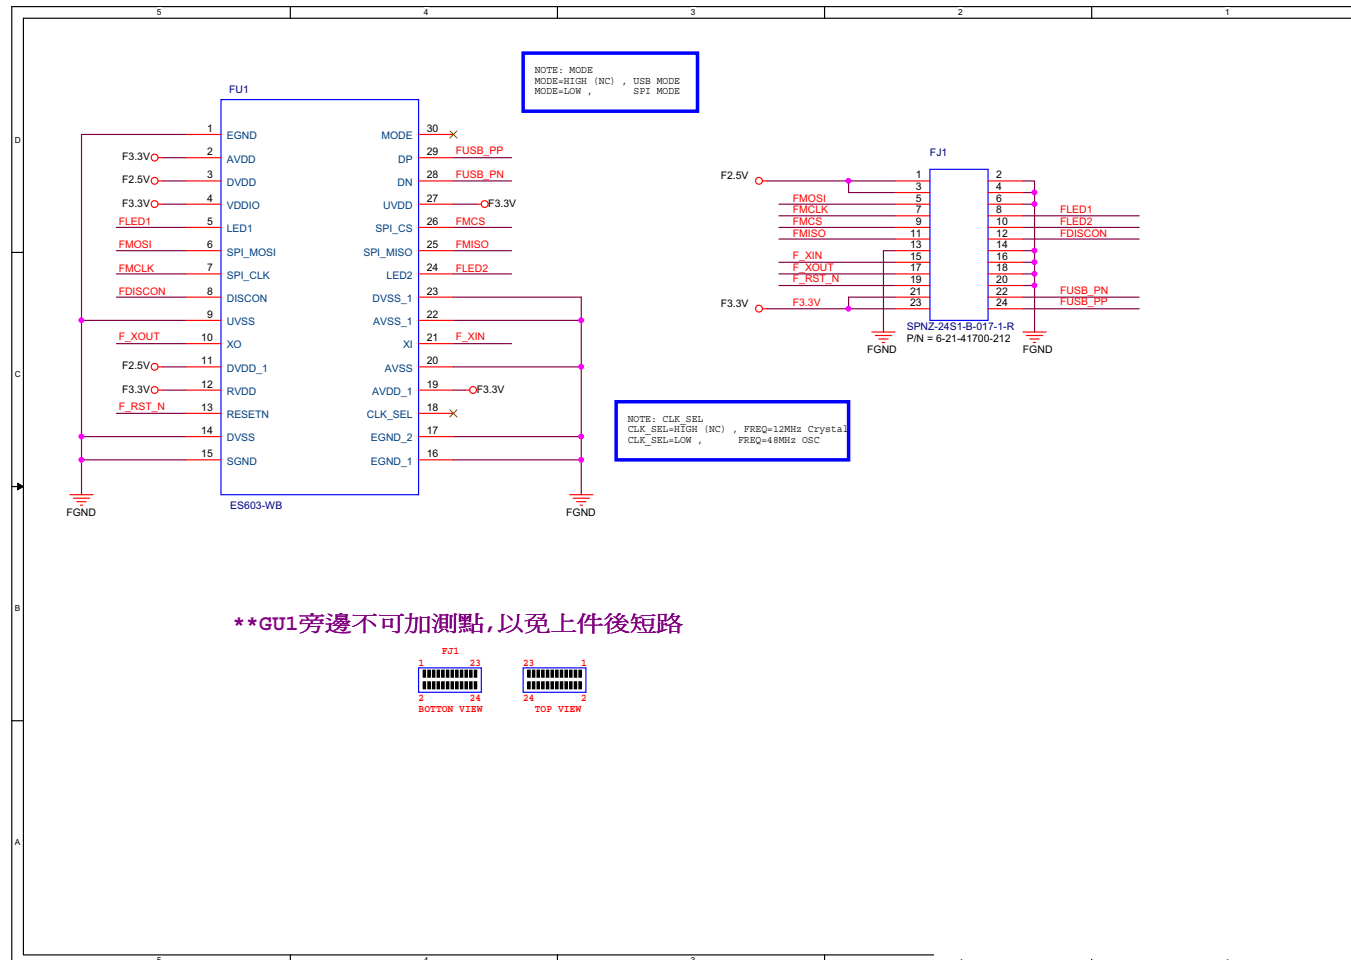 5 4 3 2 1
NOTE: MODE
MODE=HIGH (NC) , USB MODE
MODE=LOW , SPI MODE
FU1
1 EGND MODE 30
D
F3.3V 2 AVDD DP 29 FUSB_PP
F2.5V 3 DVDD DN 28 FUSB_PN
F3.3V 4 VDDIO UVDD 27 F3.3V
FLED1 5 LED1 SPI_CS 26 FMCS
FMOSI 6 SPI_MOSI SPI_MISO 25 FMISO
FMCLK 7 SPI_CLK LED2 24 FLED2
FDISCON 8 DISCON DVSS_1 23
9 UVSS AVSS_1 22
F_XOUT 10 XO XI 21 F_XIN
F2.5V 11 DVDD_1 AVSS 20
C
F3.3V 12 RVDD AVDD_1 19 F3.3V
F_RST_N 13 RESETN CLK_SEL 18
14 DVSS EGND_2 17
15 SGND EGND_1 16
FGND
ES603-WB
FGND
FJ1
F2.5V 1 2
3 4
FMOSI 5 6
FMCLK 7 8 FLED1
FMCS 9 10 FLED2
FMISO 11 12 FDISCON
13 14
F_XIN 15 16
F_XOUT 17 18
F_RST_N 19 20
21 22 FUSB_PN
F3.3V F3.3V 23 24 FUSB_PP
SPNZ-24S1-B-017-1-R
P/N = 6-21-41700-212
FGND
FGND
NOTE: CLK_SEL
CLK_SEL=HIGH (NC) , FREQ=12MHz Crystal
CLK_SEL=LOW , FREQ=48MHz OSC
B
**GU1旁邊不可加測點,以免上件後短路
FJ1
1 23 23 1
2 24 24 2
BOTTON VIEW TOP VIEW
A
5 4 3